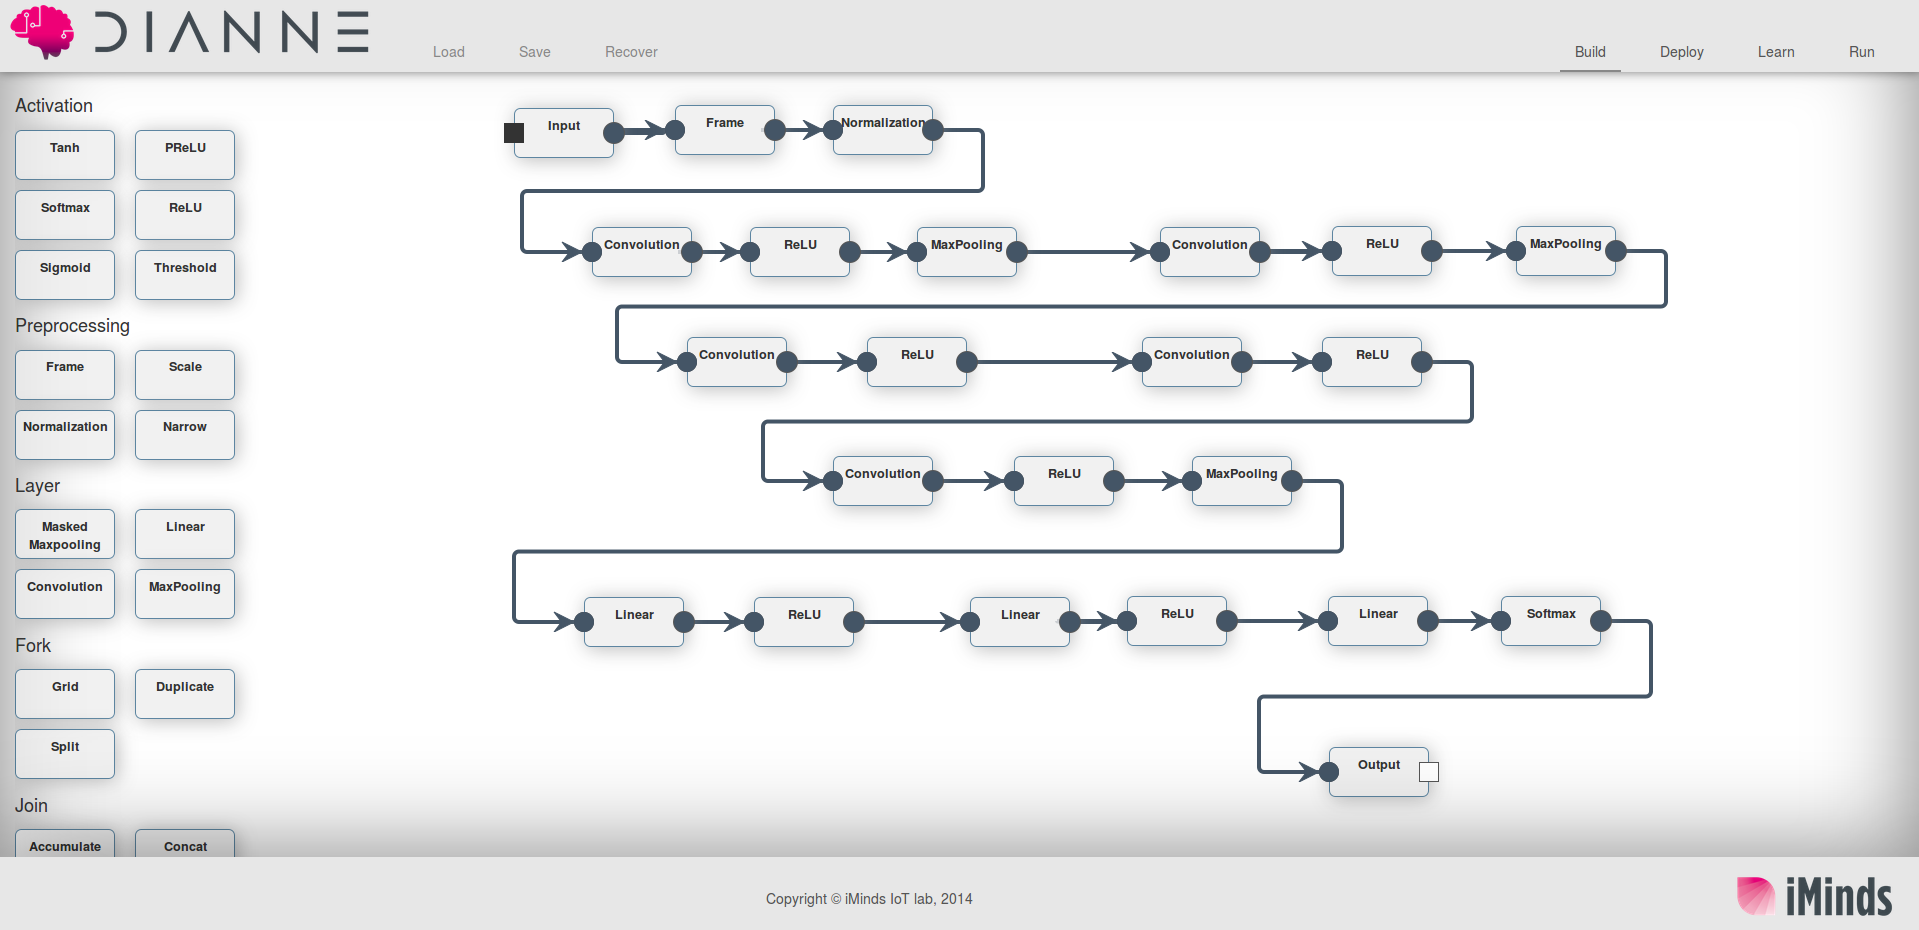 DIANNE
Load Save Recover
Build Deploy Learn Run
Activation
Tanh PReLU
Softmax ReLU
Sigmoid Threshold
Preprocessing
Frame Scale
Normalization Narrow
Layer
Masked
Maxpooling
Linear
Convolution MaxPooling
Fork
Grid Duplicate
Split
Join
Accumulate Concat
Input Frame Normalization
Convolution ReLU MaxPooling Convolution ReLU MaxPooling
Convolution ReLU Convolution ReLU
Convolution ReLU MaxPooling
Linear ReLU Linear ReLU Linear Softmax
Output
Copyright © iMinds IoT lab, 2014
iMinds